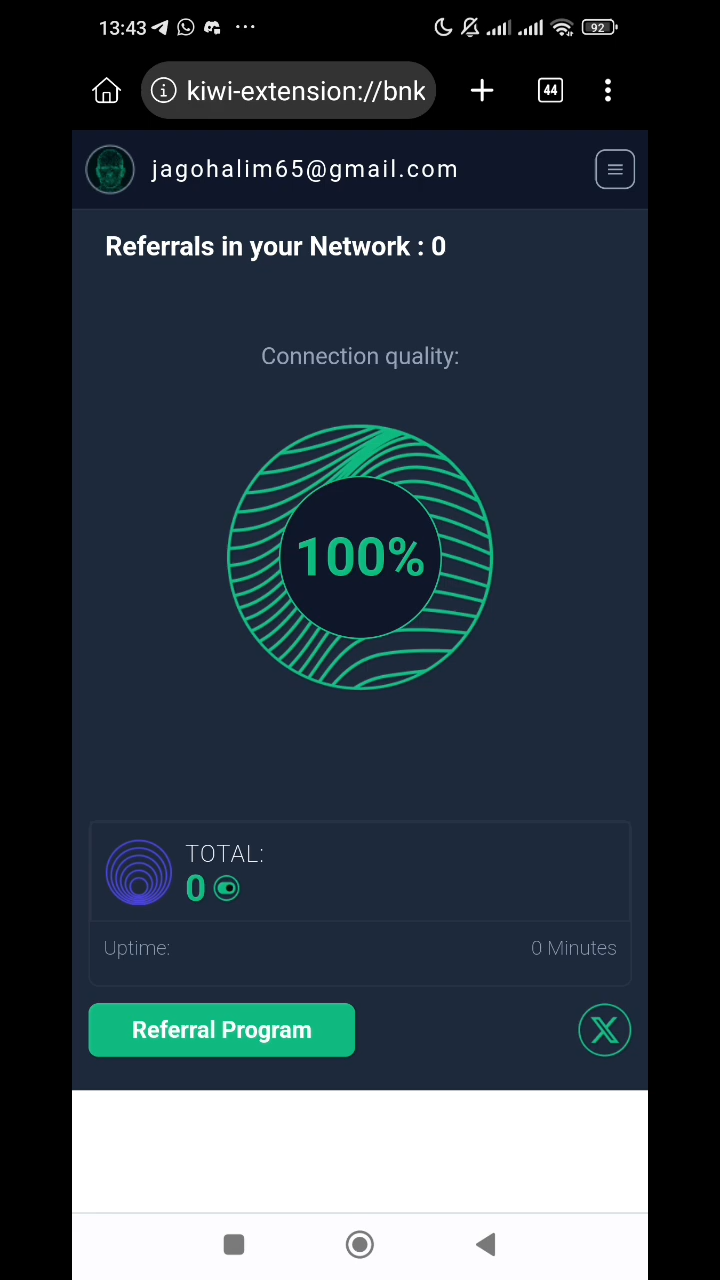 13:43 ... 92
kiwi-extension://bnk 44
jagohalim65@gmail.com
Referrals in your Network : 0
Connection quality:
100%
TOTAL:
0
Uptime: 0 Minutes
Referral Program